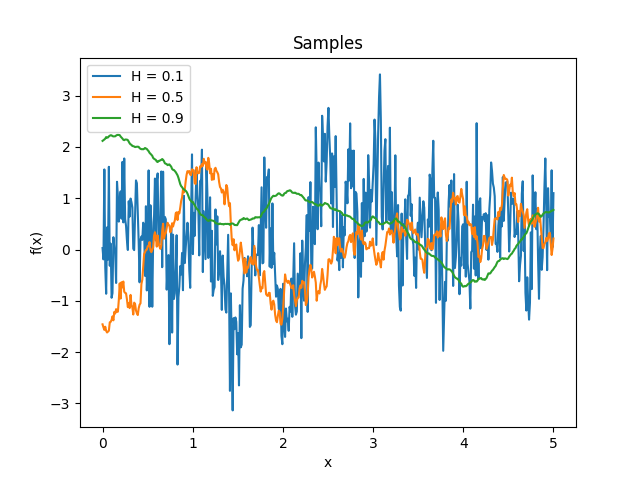 Samples
H = 0.1
H = 0.5
H = 0.9
f(x)
3
2
1
0
−1
−2
−3
0 1 2 3 4 5
x